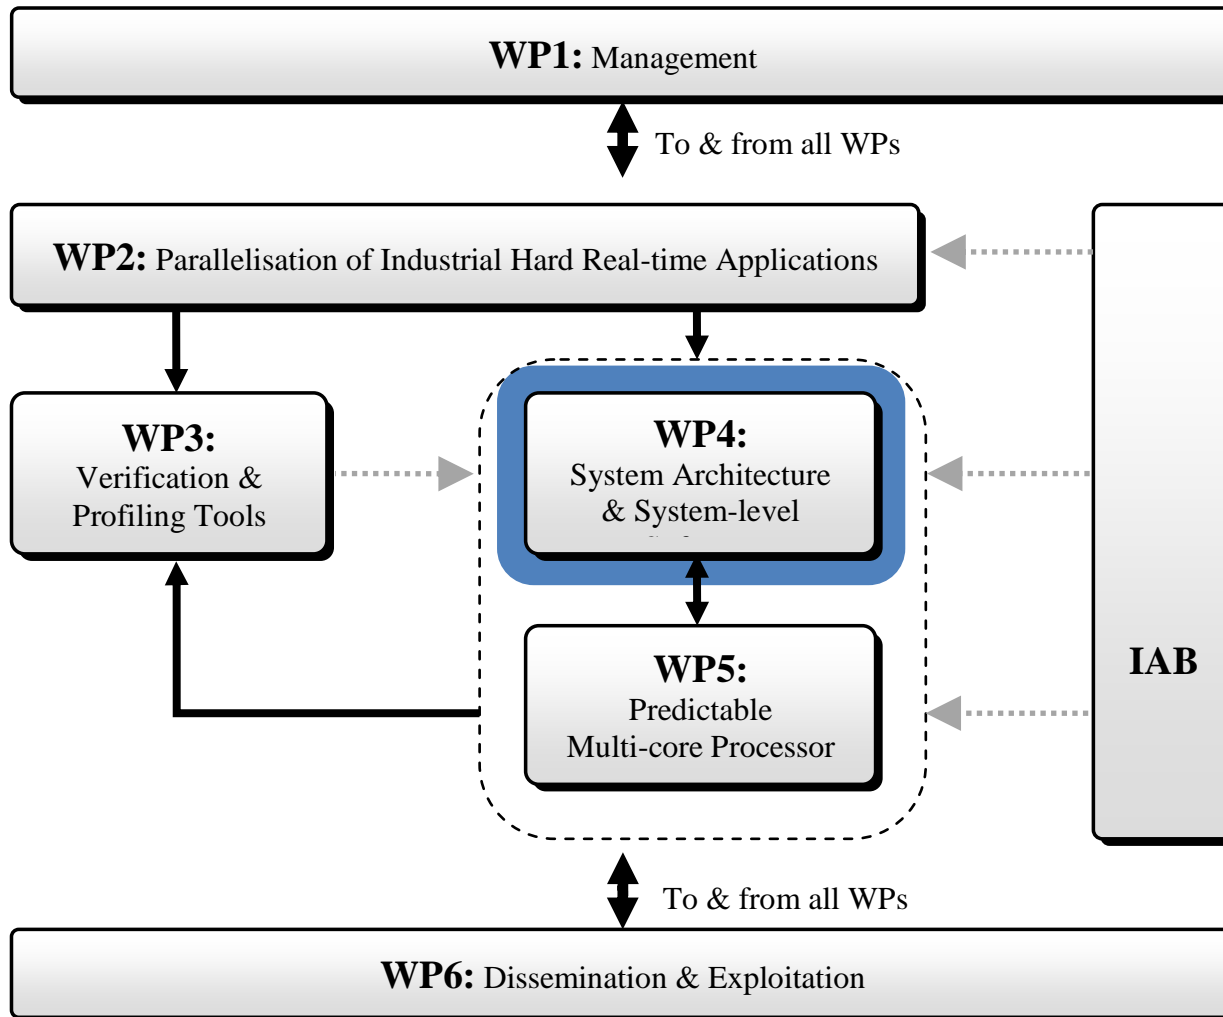 WP1: Management
To & from all WPs
WP2: Parallelisation of Industrial Hard Real-time Applications
WP3:
Verification &
Profiling Tools
WP4:
System Architecture
& System-level
WP5:
Predictable
Multi-core Processor
IAB
To & from all WPs
WP6: Dissemination & Exploitation